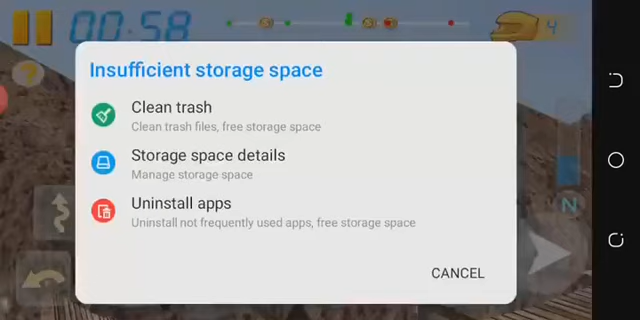 00:58
4
?
Insufficient storage space
Clean trash
Clean trash files, free storage space
Storage space details
Manage storage space
Uninstall apps
Uninstall not frequently used apps, free storage space
N
CANCEL